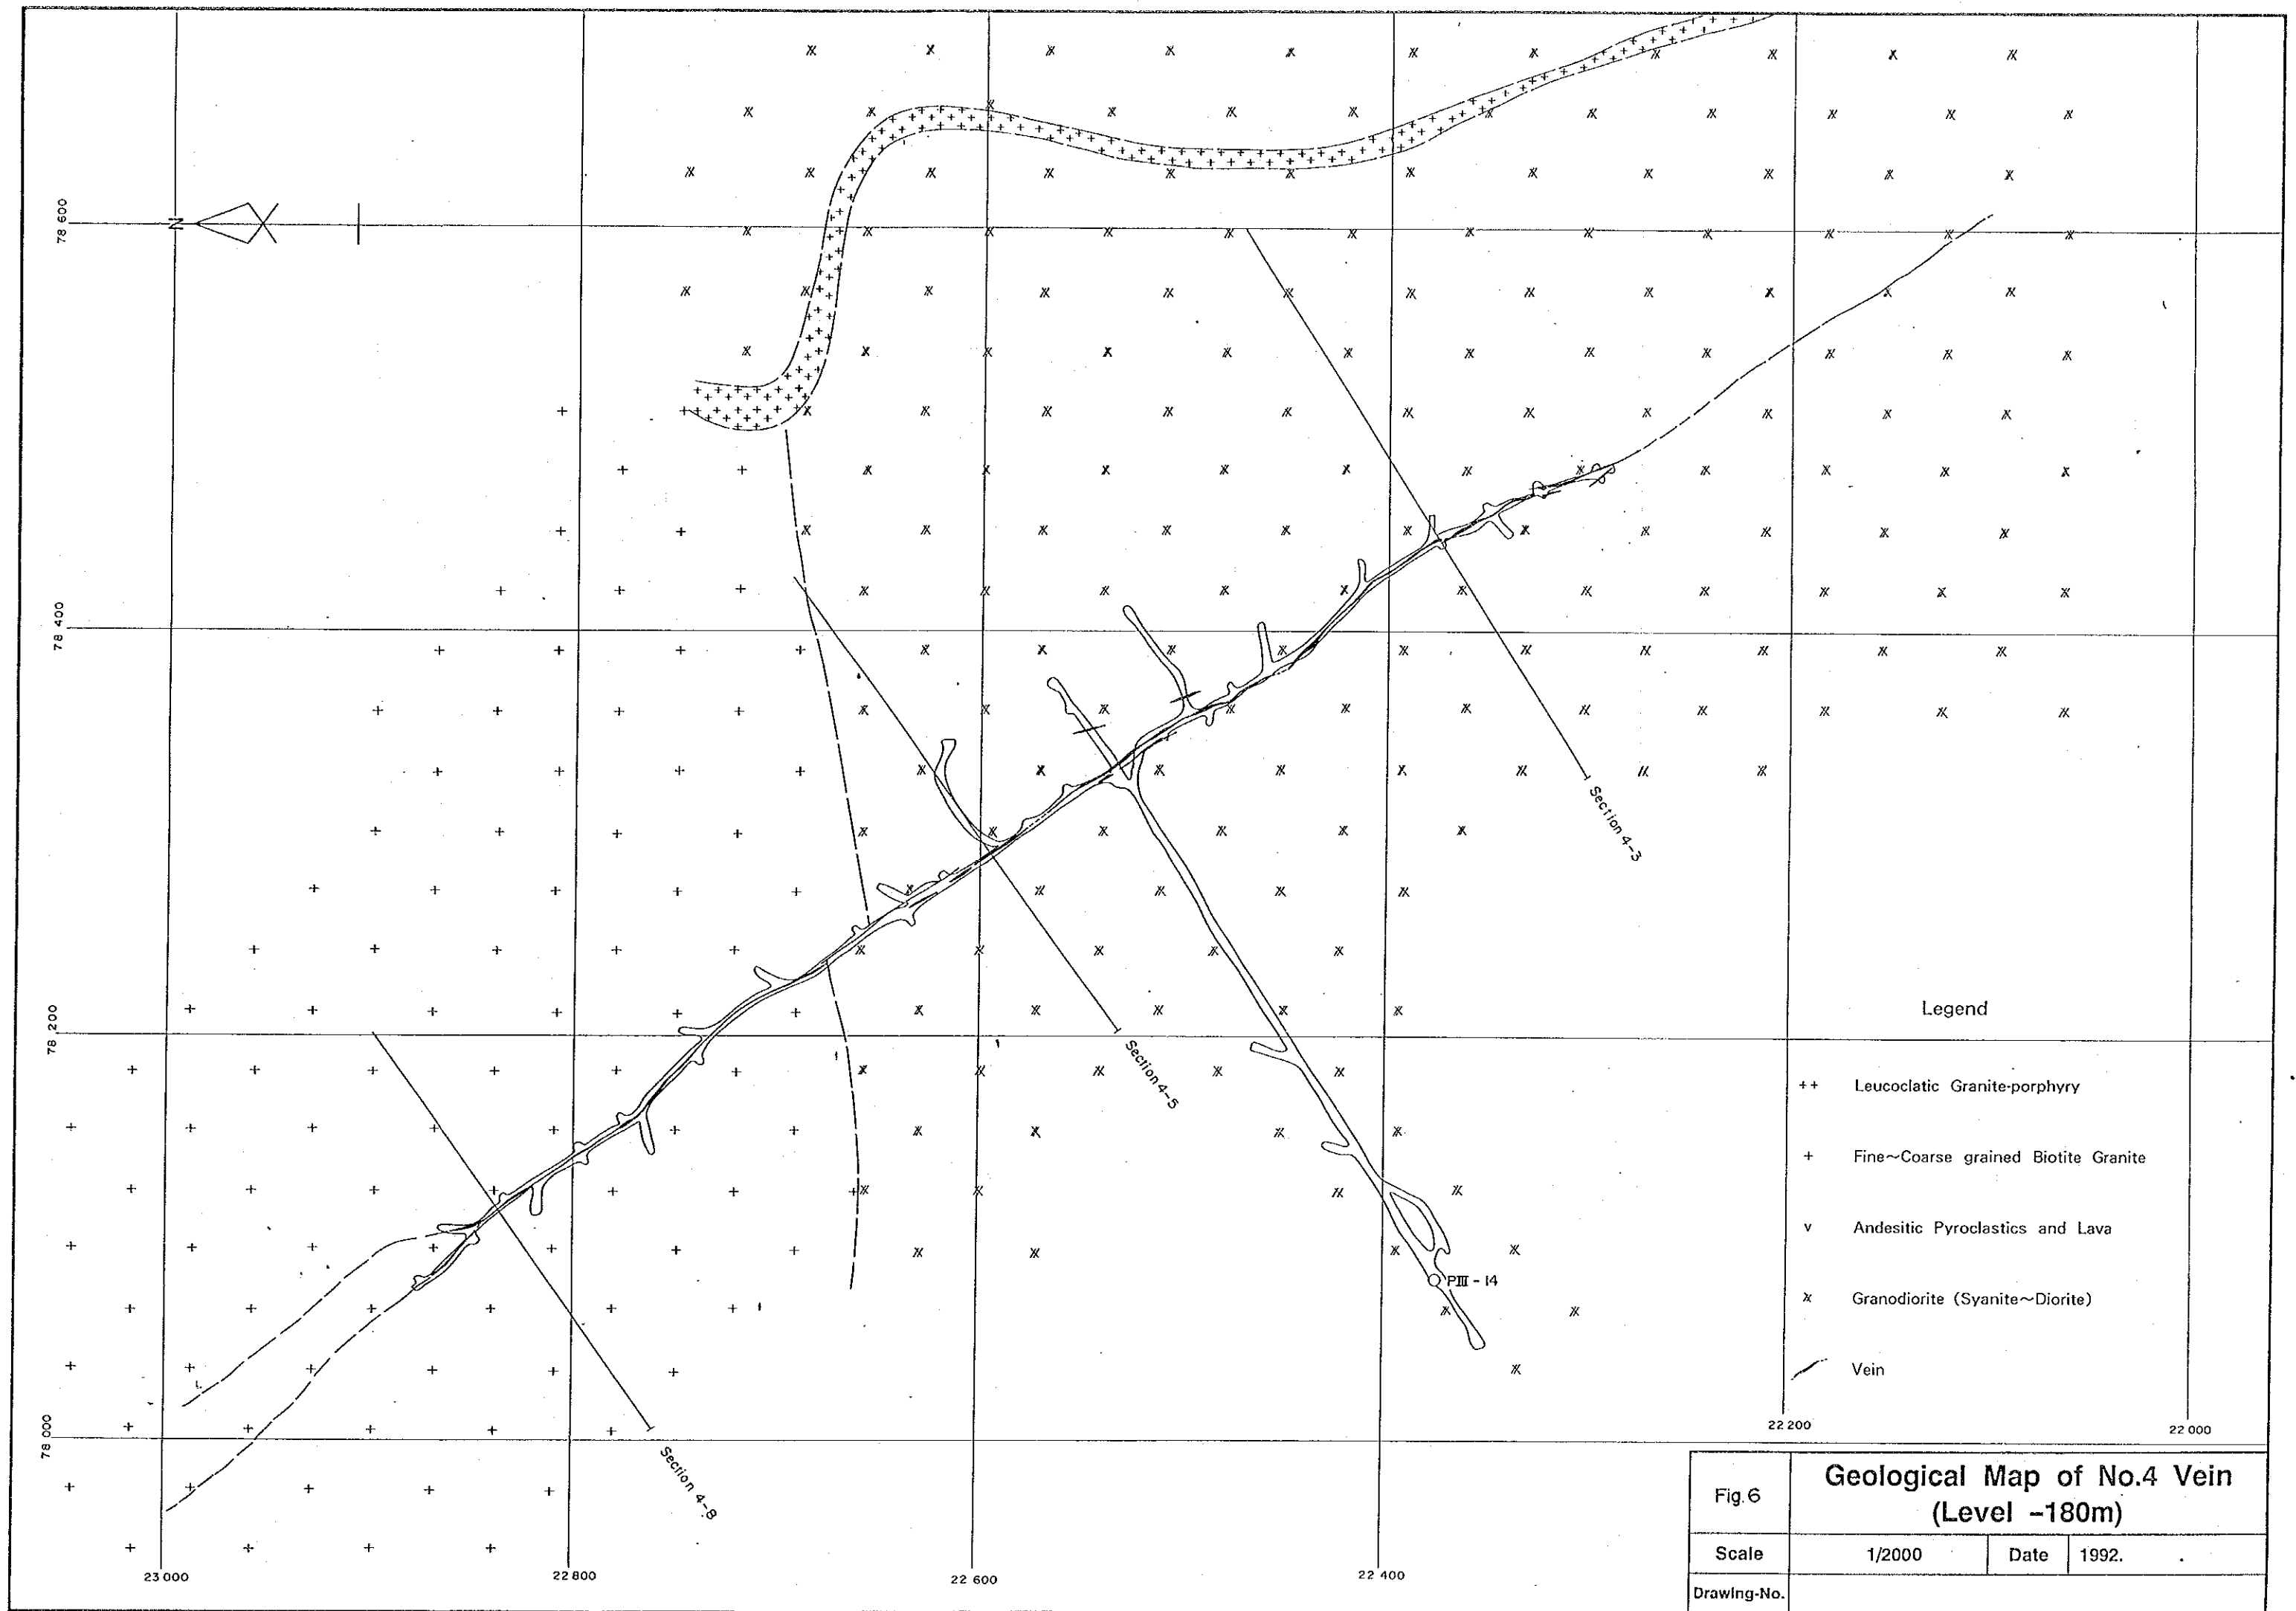 N
78 600
78 400
78 200
78 000
Section 4-3
Section 4-5
Section 4-8
PIII - 14
Legend
++ Leucoclatic Granite-porphyry
+ Fine~Coarse grained Biotite Granite
v Andesitic Pyroclastics and Lava
x Granodiorite (Syanite~Diorite)
Vein
23 000
22 800
22 600
22 400
22 200
22 000
Fig.6
Geological Map of No.4 Vein
(Level -180m)
Scale 1/2000 Date 1992.
Drawing-No.